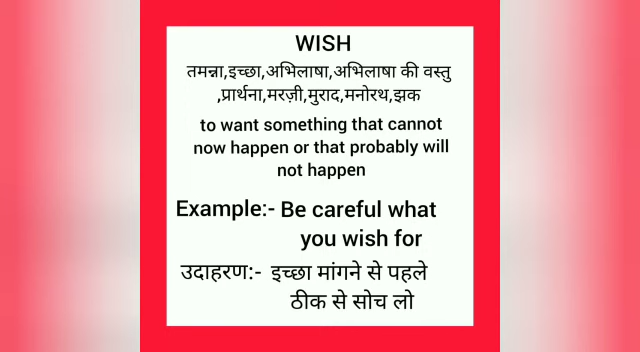 WISH
तमन्ना,इच्छा,अभिलाषा,अभिलाषा की वस्तु
,प्रार्थना,मरज़ी,मुराद,मनोरथ,झक
to want something that cannot
now happen or that probably will
not happen
Example:- Be careful what
you wish for
उदाहरण:- इच्छा मांगने से पहले
ठीक से सोच लो